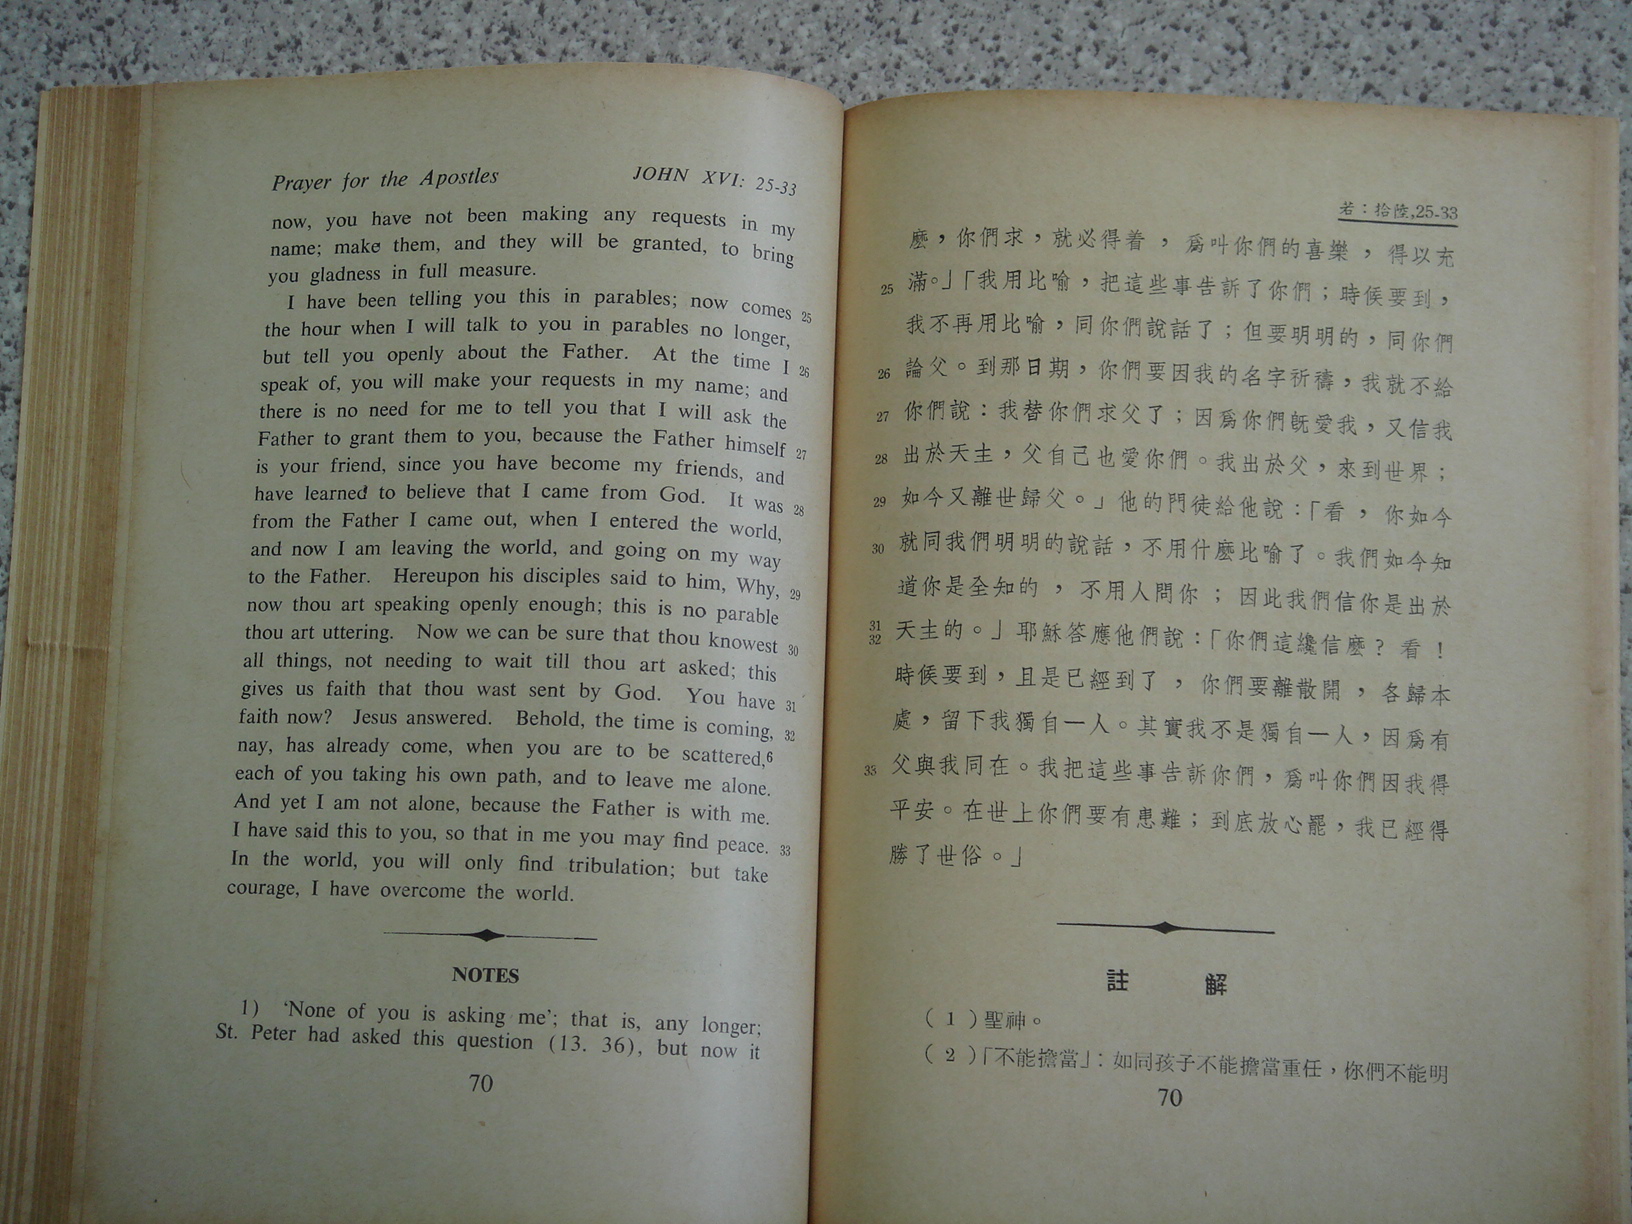 Prayer for the Apostles JOHN XVI: 25-33
now, you have not been making any requests in my
name; make them, and they will be granted, to bring
you gladness in full measure.
I have been telling you this in parables; now comes 25
the hour when I will talk to you in parables no longer,
but tell you openly about the Father. At the time I 26
speak of, you will make your requests in my name; and
there is no need for me to tell you that I will ask the
Father to grant them to you, because the Father himself 27
is your friend, since you have become my friends, and
have learned to believe that I came from God. It was 28
from the Father I came out, when I entered the world,
and now I am leaving the world, and going on my way
to the Father. Hereupon his disciples said to him, Why, 29
now thou art speaking openly enough; this is no parable
thou art uttering. Now we can be sure that thou knowest 30
all things, not needing to wait till thou art asked; this
gives us faith that thou wast sent by God. You have 31
faith now? Jesus answered. Behold, the time is coming, 32
nay, has already come, when you are to be scattered,6
each of you taking his own path, and to leave me alone.
And yet I am not alone, because the Father is with me.
I have said this to you, so that in me you may find peace. 33
In the world, you will only find tribulation; but take
courage, I have overcome the world.
NOTES
1) 'None of you is asking me'; that is, any longer;
St. Peter had asked this question (13. 36), but now it
70
若：拾陸,25-33
麽，你們求，就必得着，爲叫你們的喜樂，得以充
25 滿。」「我用比喻，把這些事告訴了你們；時候要到，
我不再用比喻，同你們說話了；但要明明的，同你們
26 論父。到那日期，你們要因我的名字祈禱，我就不給
27 你們說：我替你們求父了；因爲你們既愛我，又信我
28 出於天主，父自己也愛你們。我出於父，來到世界；
29 如今又離世歸父。」他的門徒給他說：「看，你如今
30 就同我們明明的說話，不用什麽比喻了。我們如今知
道你是全知的，不用人問你；因此我們信你是出於
31 32 天主的。」耶穌答應他們說：「你們這纔信麽？看！
時候要到，且是已經到了，你們要離散開，各歸本
處，留下我獨自一人。其實我不是獨自一人，因爲有
33 父與我同在。我把這些事告訴你們，爲叫你們因我得
平安。在世上你們要有患難；到底放心罷，我已經得
勝了世俗。」
註 解
（1）聖神。
（2）「不能擔當」：如同孩子不能擔當重任，你們不能明
70